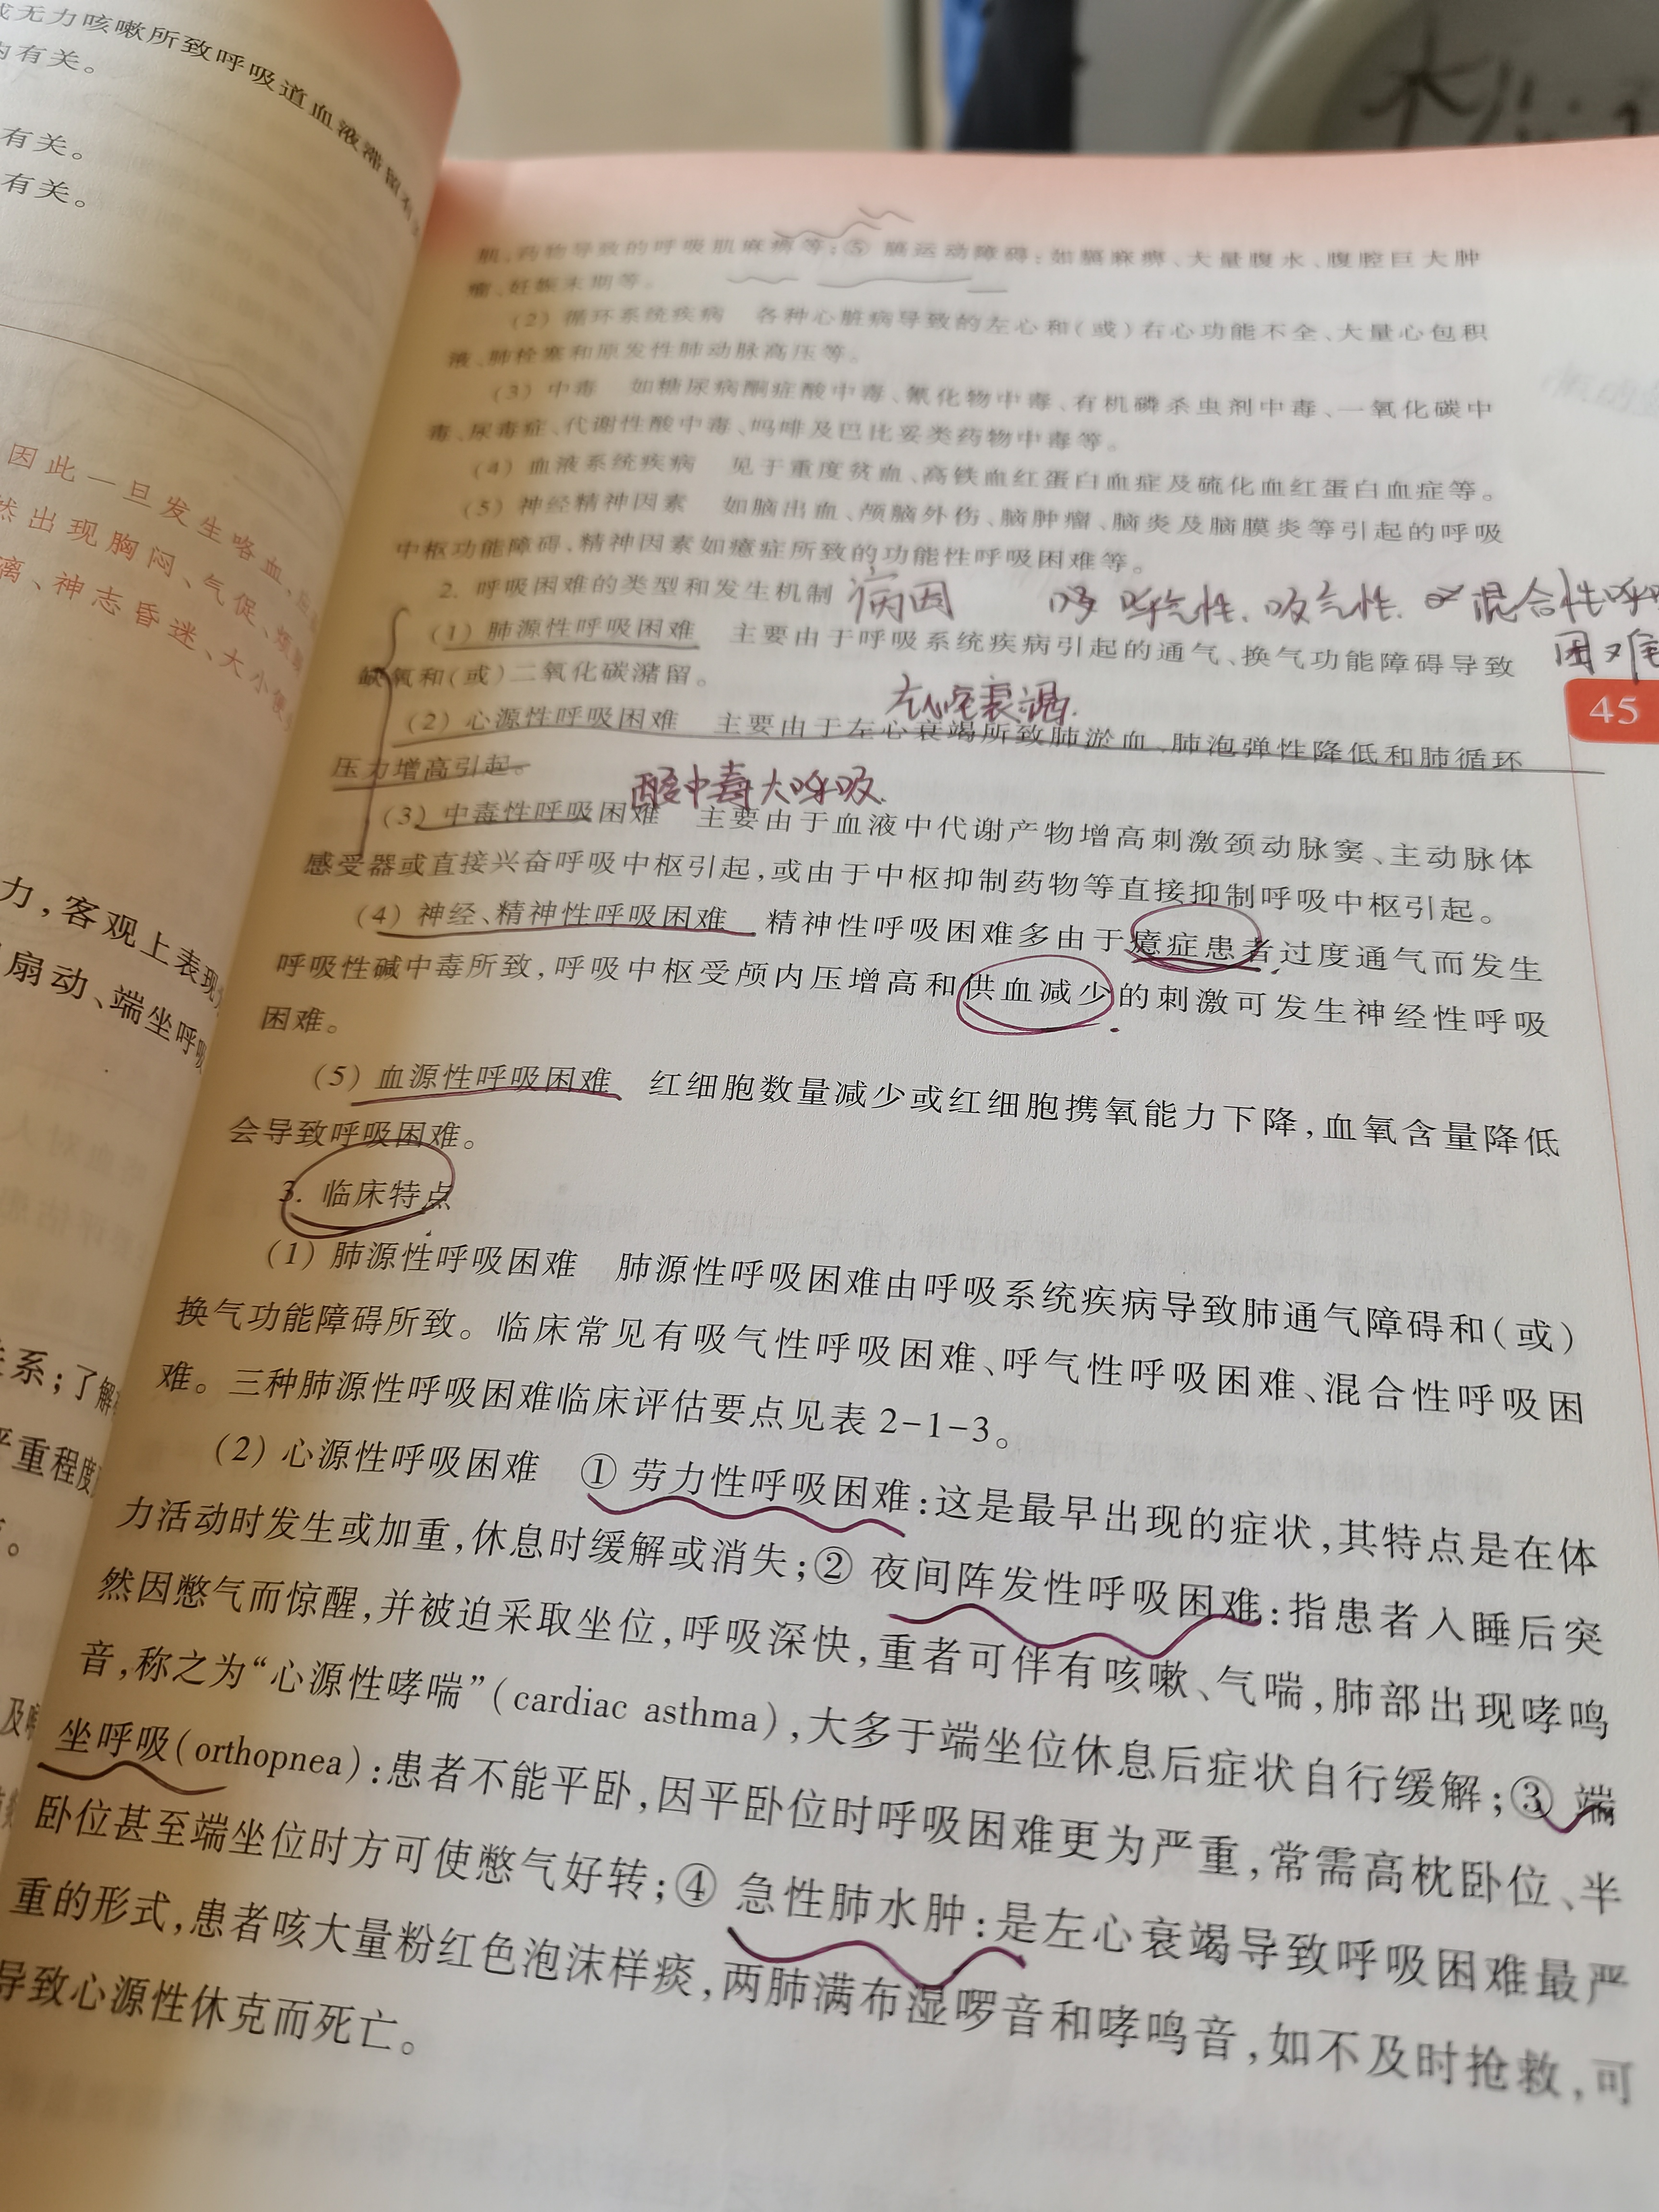 无力咳嗽所致呼吸道血液滞留
有关。
有关。
有关。
因此一旦发生咯血、
然出现胸闷、气促、
漓、神志昏迷、大小便
力，客观上表现
扇动、端坐呼吸
系；了解
严重程度
肌、药物导致的呼吸肌麻痹等；⑤ 膈运动障碍：如膈麻痹、大量腹水、腹腔巨大肿
瘤、妊娠末期等。
（2）循环系统疾病　各种心脏病导致的左心和（或）右心功能不全、大量心包积
液、肺栓塞和原发性肺动脉高压等。
（3）中毒　如糖尿病酮症酸中毒、氰化物中毒、有机磷杀虫剂中毒、一氧化碳中
毒、尿毒症、代谢性酸中毒、吗啡及巴比妥类药物中毒等。
（4）血液系统疾病　见于重度贫血、高铁血红蛋白血症及硫化血红蛋白血症等。
（5）神经精神因素　如脑出血、颅脑外伤、脑肿瘤、脑炎及脑膜炎等引起的呼吸
中枢功能障碍，精神因素如癔症所致的功能性呼吸困难等。
2. 呼吸困难的类型和发生机制 病因 呼气性、吸气性、混合性呼吸
困难
（1）肺源性呼吸困难　主要由于呼吸系统疾病引起的通气、换气功能障碍导致
缺氧和（或）二氧化碳潴留。
左心衰竭
45
（2）心源性呼吸困难　主要由于左心衰竭所致肺淤血、肺泡弹性降低和肺循环
压力增高引起。
酸中毒大呼吸
（3）中毒性呼吸困难　主要由于血液中代谢产物增高刺激颈动脉窦、主动脉体
感受器或直接兴奋呼吸中枢引起，或由于中枢抑制药物等直接抑制呼吸中枢引起。
（4）神经、精神性呼吸困难　精神性呼吸困难多由于癔症患者过度通气而发生
呼吸性碱中毒所致，呼吸中枢受颅内压增高和供血减少的刺激可发生神经性呼吸
困难。
（5）血源性呼吸困难　红细胞数量减少或红细胞携氧能力下降，血氧含量降低
会导致呼吸困难。
3. 临床特点
（1）肺源性呼吸困难　肺源性呼吸困难由呼吸系统疾病导致肺通气障碍和（或）
换气功能障碍所致。临床常见有吸气性呼吸困难、呼气性呼吸困难、混合性呼吸困
难。三种肺源性呼吸困难临床评估要点见表 2-1-3。
（2）心源性呼吸困难　① 劳力性呼吸困难：这是最早出现的症状，其特点是在体
力活动时发生或加重，休息时缓解或消失；② 夜间阵发性呼吸困难：指患者入睡后突
然因憋气而惊醒，并被迫采取坐位，呼吸深快，重者可伴有咳嗽、气喘，肺部出现哮鸣
音，称之为“心源性哮喘”（cardiac asthma），大多于端坐位休息后症状自行缓解；③ 端
坐呼吸（orthopnea）：患者不能平卧，因平卧位时呼吸困难更为严重，常需高枕卧位、半
卧位甚至端坐位时方可使憋气好转；④ 急性肺水肿：是左心衰竭导致呼吸困难最严
重的形式，患者咳大量粉红色泡沫样痰，两肺满布湿啰音和哮鸣音，如不及时抢救，可
导致心源性休克而死亡。